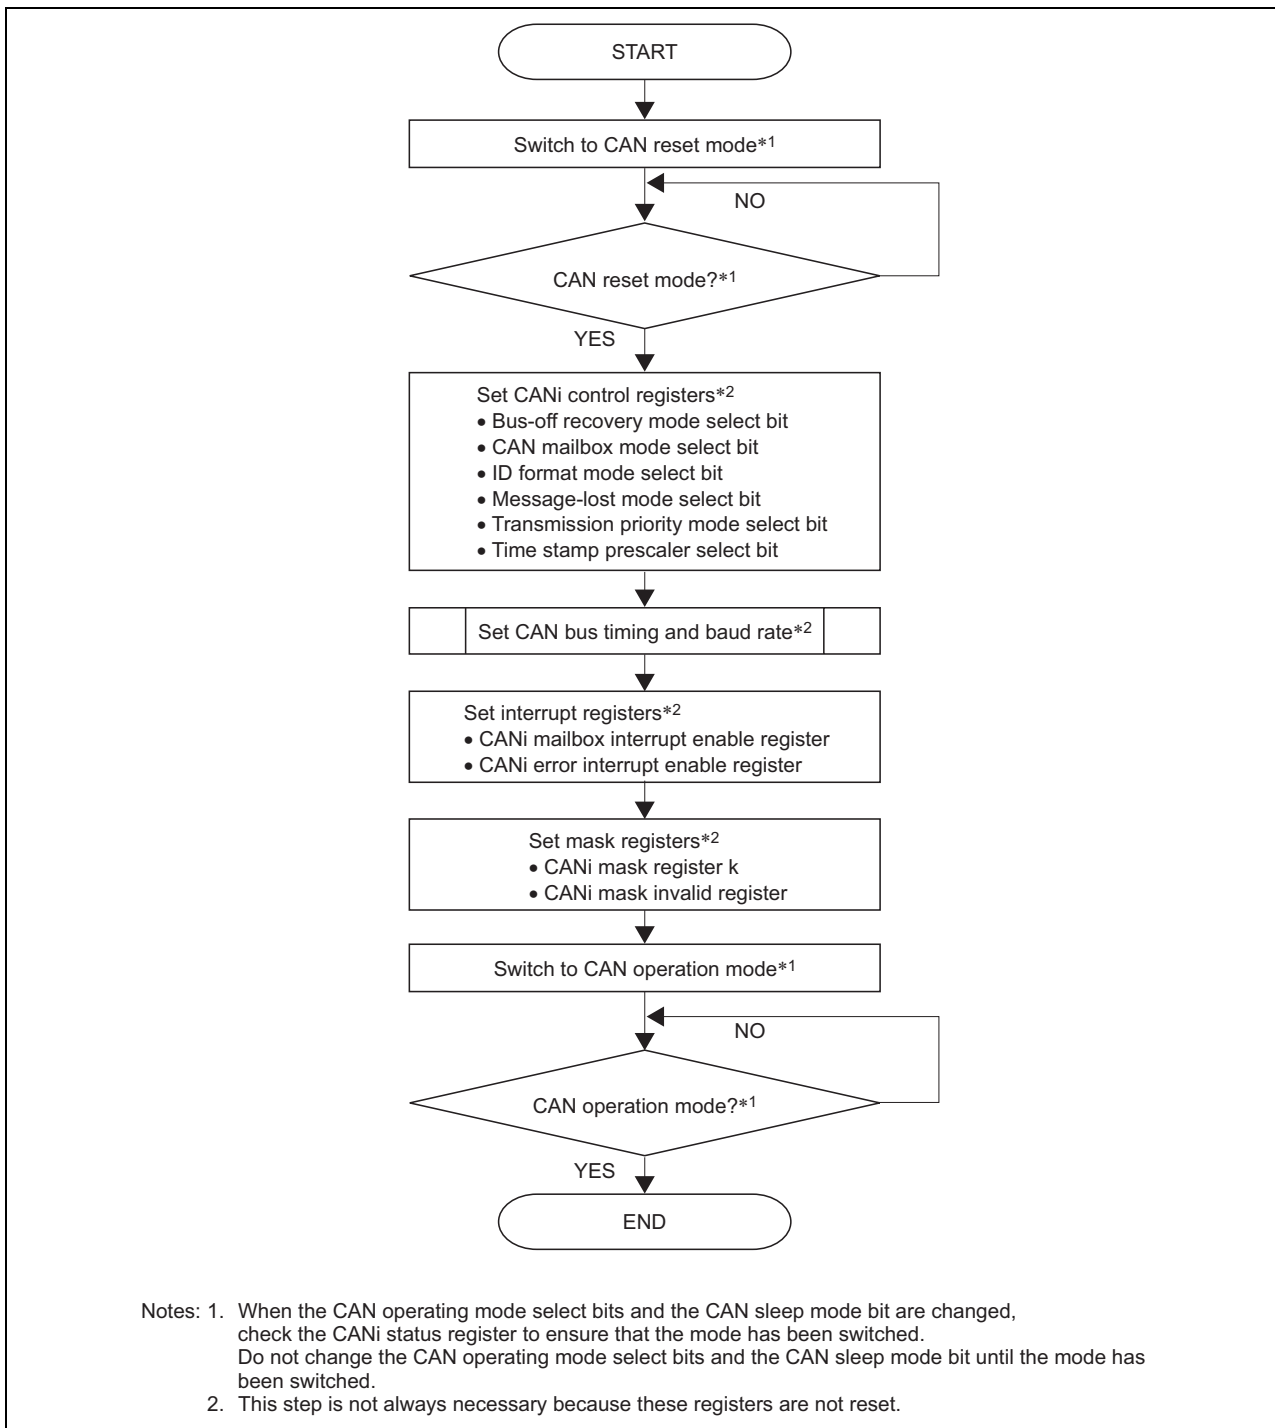 START
Switch to CAN reset mode*1
NO
CAN reset mode?*1
YES
Set CANi control registers*2
• Bus-off recovery mode select bit
• CAN mailbox mode select bit
• ID format mode select bit
• Message-lost mode select bit
• Transmission priority mode select bit
• Time stamp prescaler select bit
Set CAN bus timing and baud rate*2
Set interrupt registers*2
• CANi mailbox interrupt enable register
• CANi error interrupt enable register
Set mask registers*2
• CANi mask register k
• CANi mask invalid register
Switch to CAN operation mode*1
NO
CAN operation mode?*1
YES
END
Notes: 1. When the CAN operating mode select bits and the CAN sleep mode bit are changed,
check the CANi status register to ensure that the mode has been switched.
Do not change the CAN operating mode select bits and the CAN sleep mode bit until the mode has
been switched.
2. This step is not always necessary because these registers are not reset.